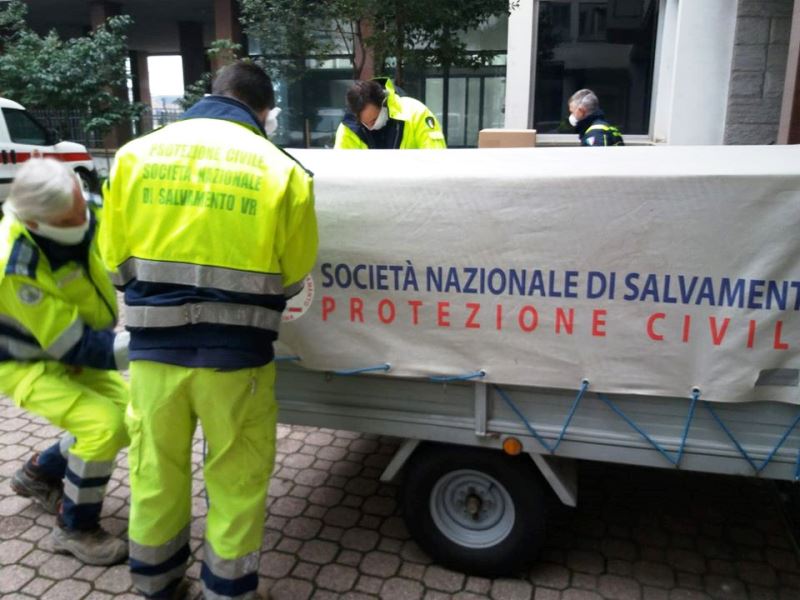 PROTEZIONE CIVILE
SOCIETÀ NAZIONALE
DI SALVAMENTO VR
SOCIETÀ NAZIONALE DI SALVAMENT
PROTEZIONE CIVIL